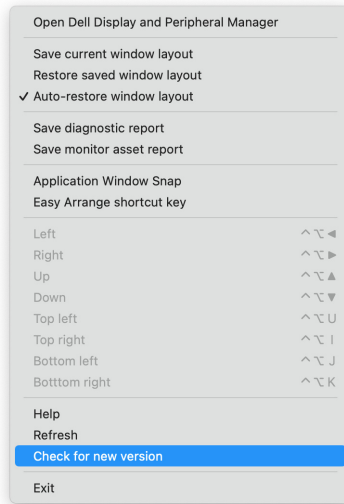 Open Dell Display and Peripheral Manager
Save current window layout
Restore saved window layout
✓ Auto-restore window layout
Save diagnostic report
Save monitor asset report
Application Window Snap
Easy Arrange shortcut key
Left ^⌥◀
Right ^⌥▶
Up ^⌥▲
Down ^⌥▼
Top left ^⌥U
Top right ^⌥I
Bottom left ^⌥J
Botttom right ^⌥K
Help
Refresh
Check for new version
Exit